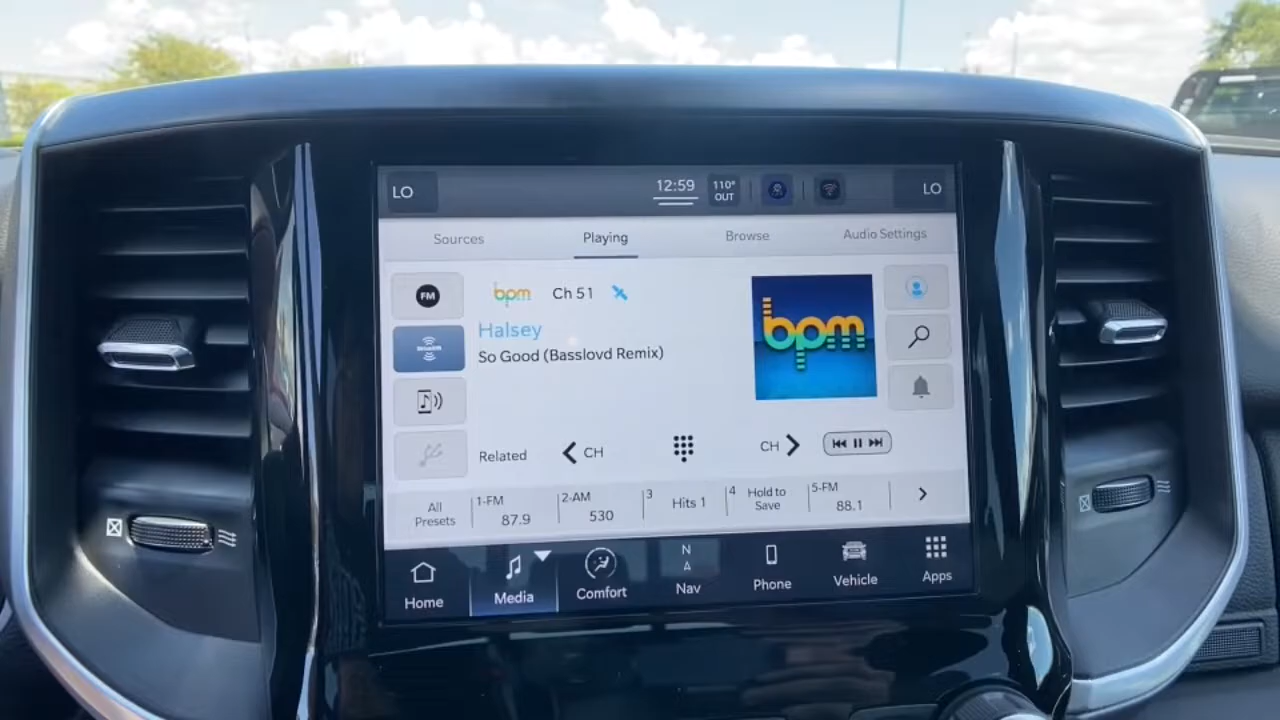 LO
12:59
110°
OUT
LO
Sources
Playing
Browse
Audio Settings
FM
bpm
Ch 51
Halsey
So Good (Basslovd Remix)
bpm
Related
CH
CH
All
Presets
1-FM
87.9
2-AM
530
3
Hits 1
4
Hold to
Save
5-FM
88.1
Home
Media
Comfort
N
A
Nav
Phone
Vehicle
Apps